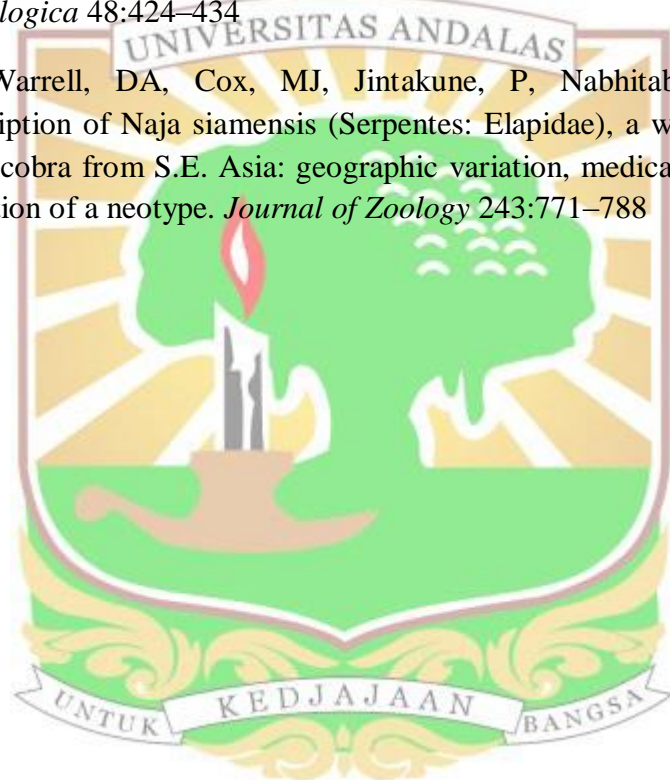 logica 48:424–434
UNIVERSITAS ANDALAS
Warrell, DA, Cox, MJ, Jintakune, P, Nabhitab
iption of Naja siamensis (Serpentes: Elapidae), a w
cobra from S.E. Asia: geographic variation, medica
tion of a neotype. Journal of Zoology 243:771–788
UNTUK KEDJAJAAN BANGSA